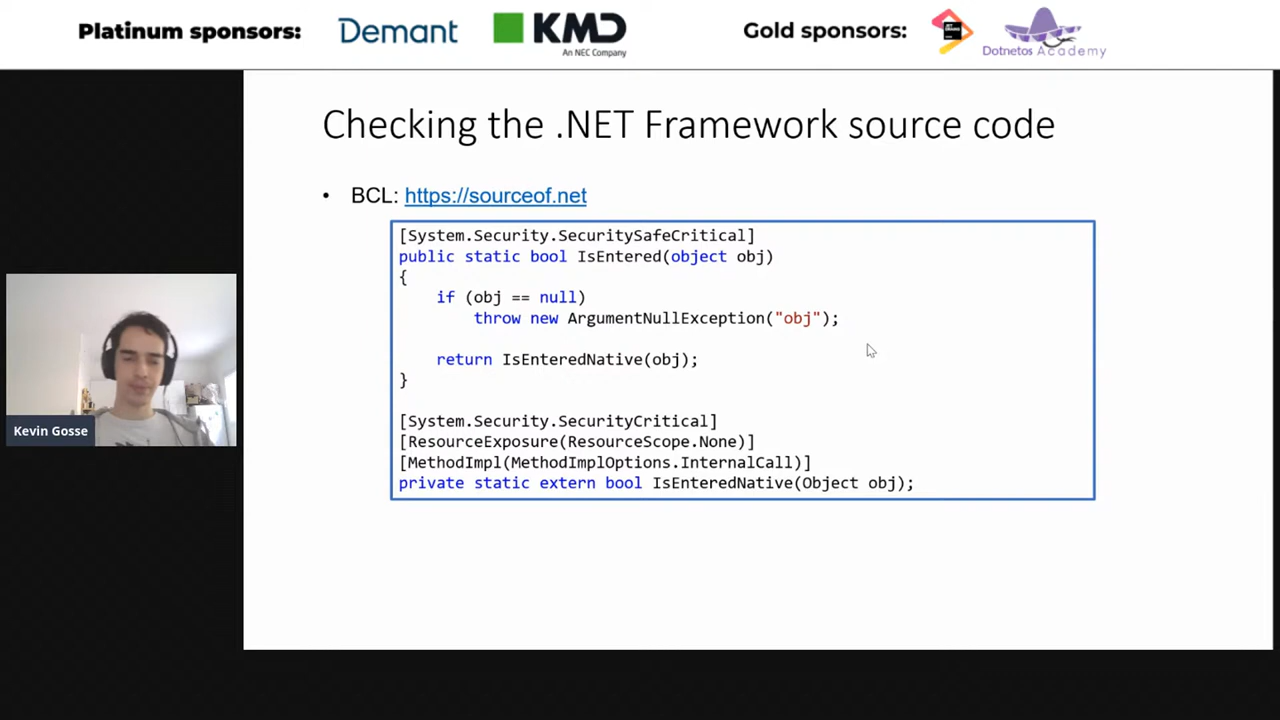 Platinum sponsors:
Demant
KMD
An NEC Company
Gold sponsors:
Dotnetos Academy
Checking the .NET Framework source code
• BCL: https://sourceof.net
[System.Security.SecuritySafeCritical]
public static bool IsEntered(object obj)
{
if (obj == null)
throw new ArgumentNullException("obj");
return IsEnteredNative(obj);
}
[System.Security.SecurityCritical]
[ResourceExposure(ResourceScope.None)]
[MethodImpl(MethodImplOptions.InternalCall)]
private static extern bool IsEnteredNative(Object obj);
Kevin Gosse